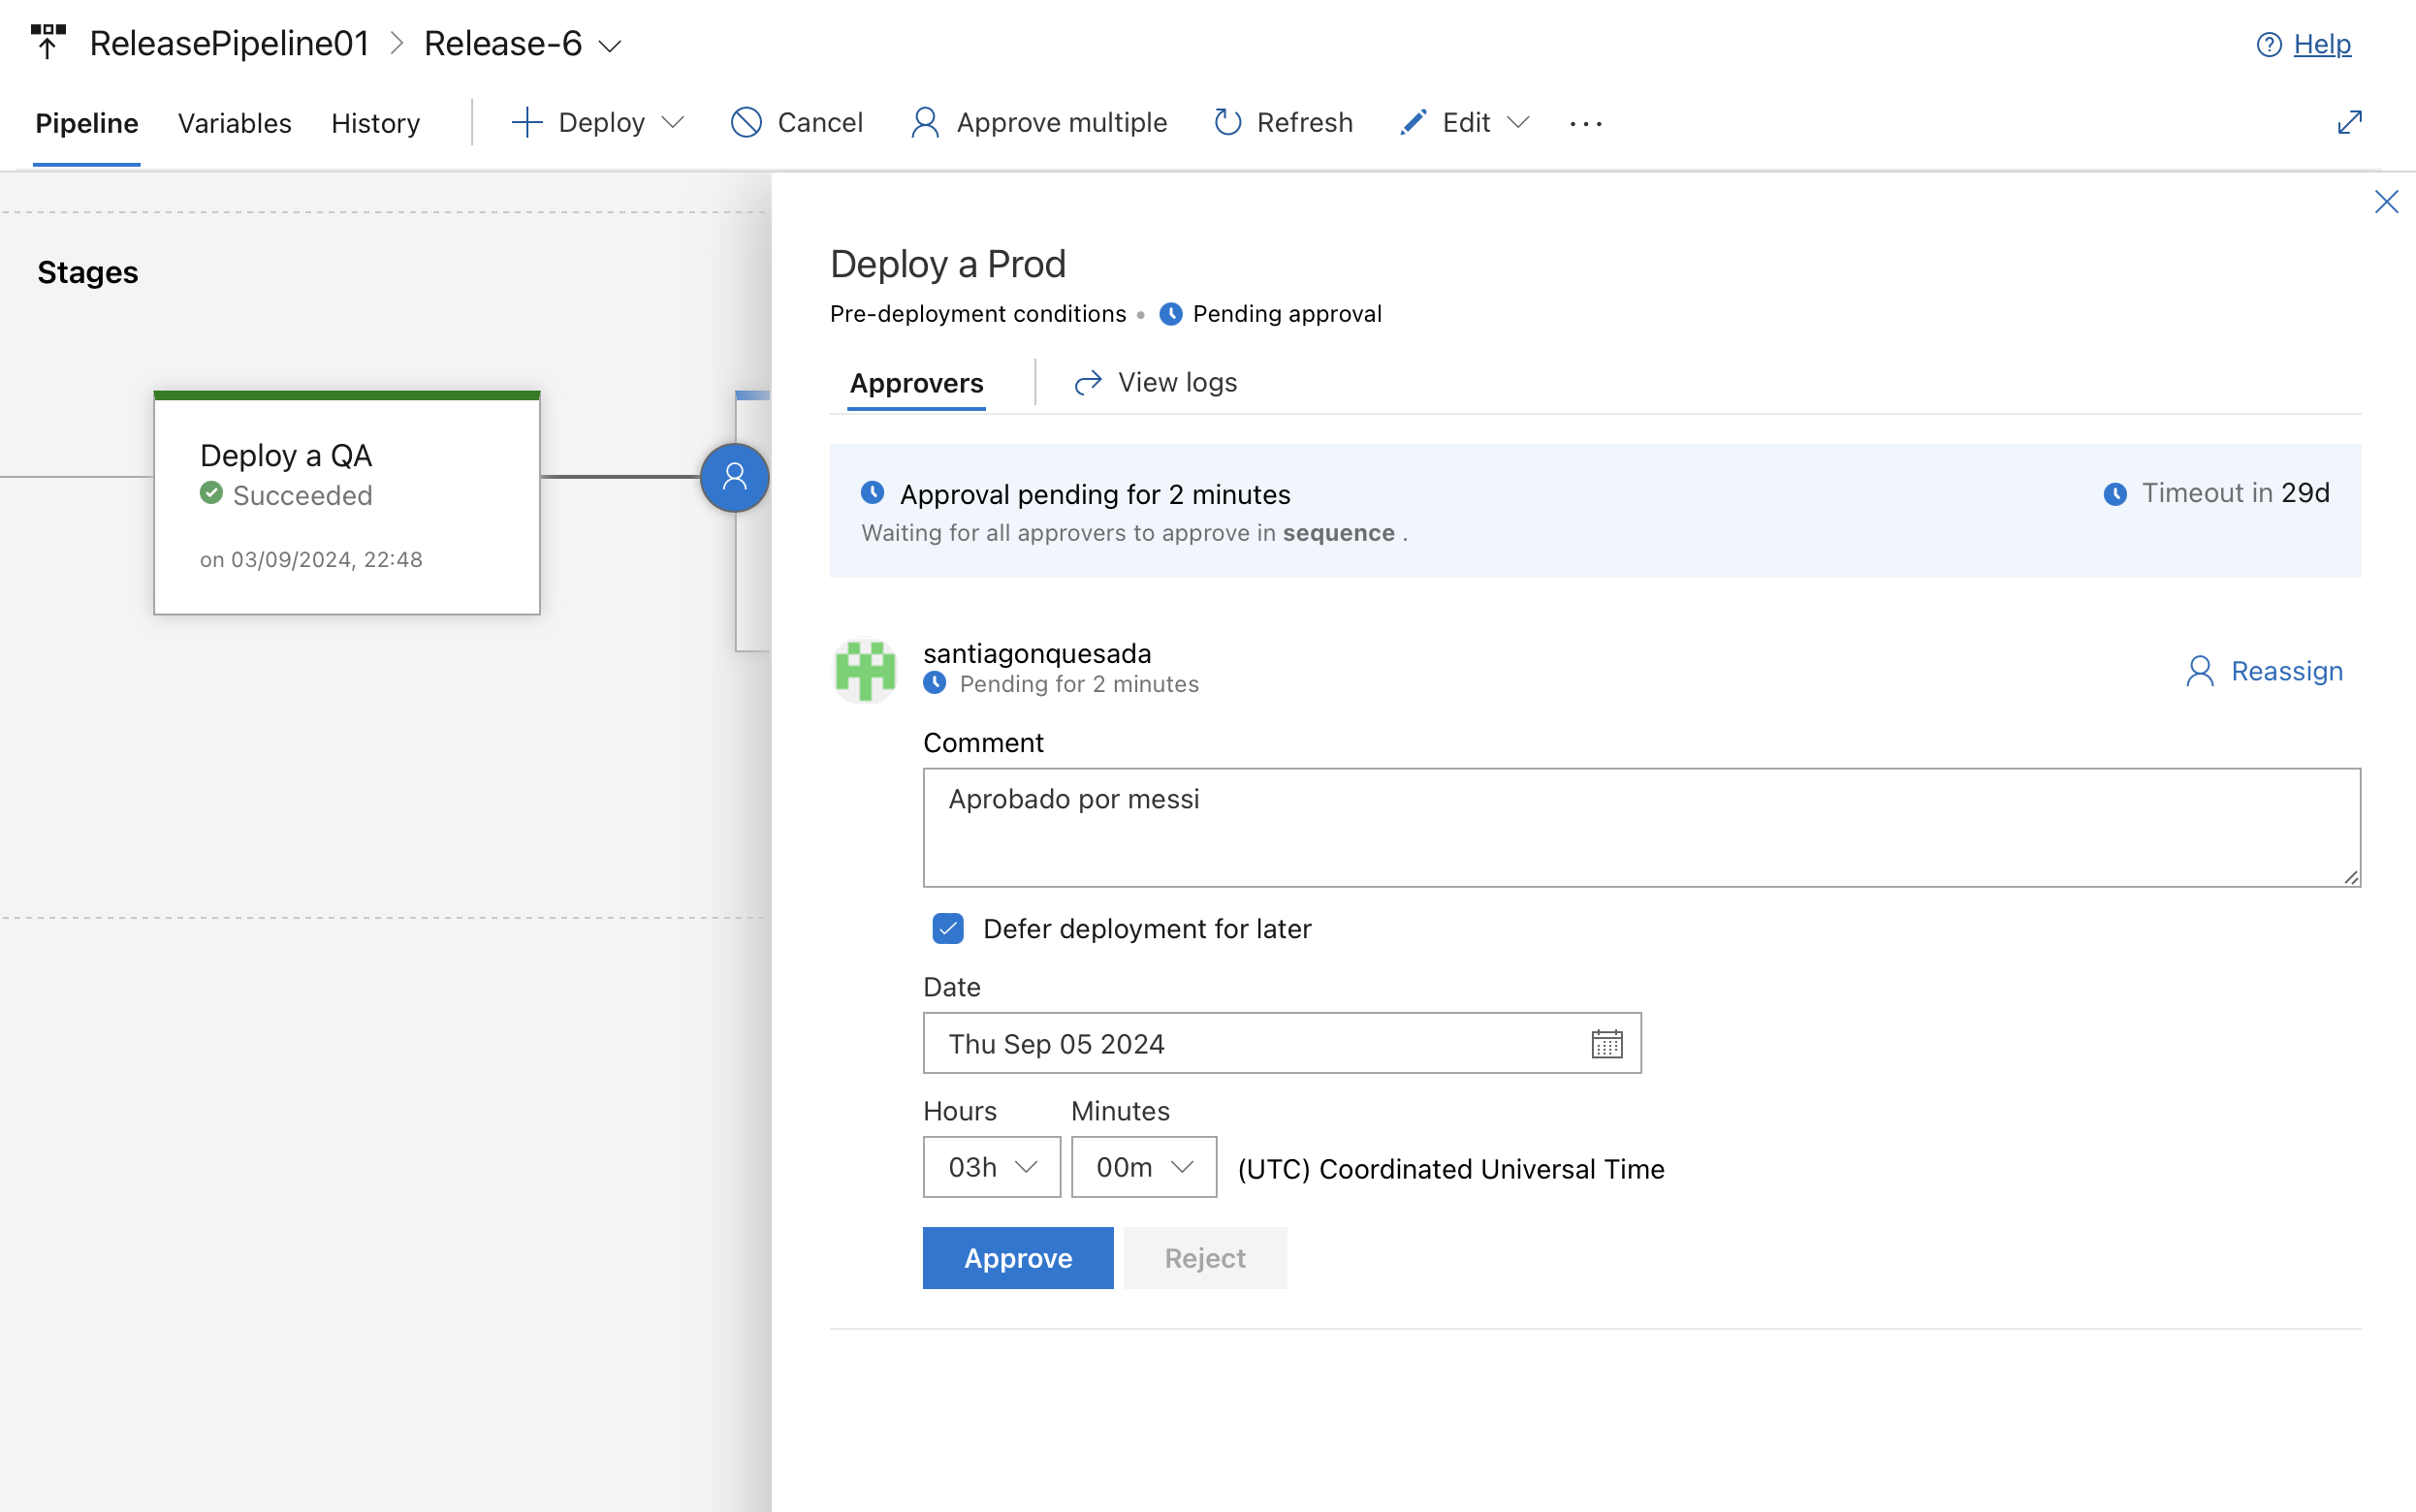 ReleasePipeline01 > Release-6
Help
Pipeline Variables History Deploy Cancel Approve multiple Refresh Edit ...
Stages
Deploy a QA
Succeeded
on 03/09/2024, 22:48
Deploy a Prod
Pre-deployment conditions • Pending approval
Approvers View logs
Approval pending for 2 minutes
Timeout in 29d
Waiting for all approvers to approve in sequence .
santiagonquesada
Pending for 2 minutes
Reassign
Comment
Aprobado por messi
Defer deployment for later
Date
Thu Sep 05 2024
Hours Minutes
03h 00m (UTC) Coordinated Universal Time
Approve Reject